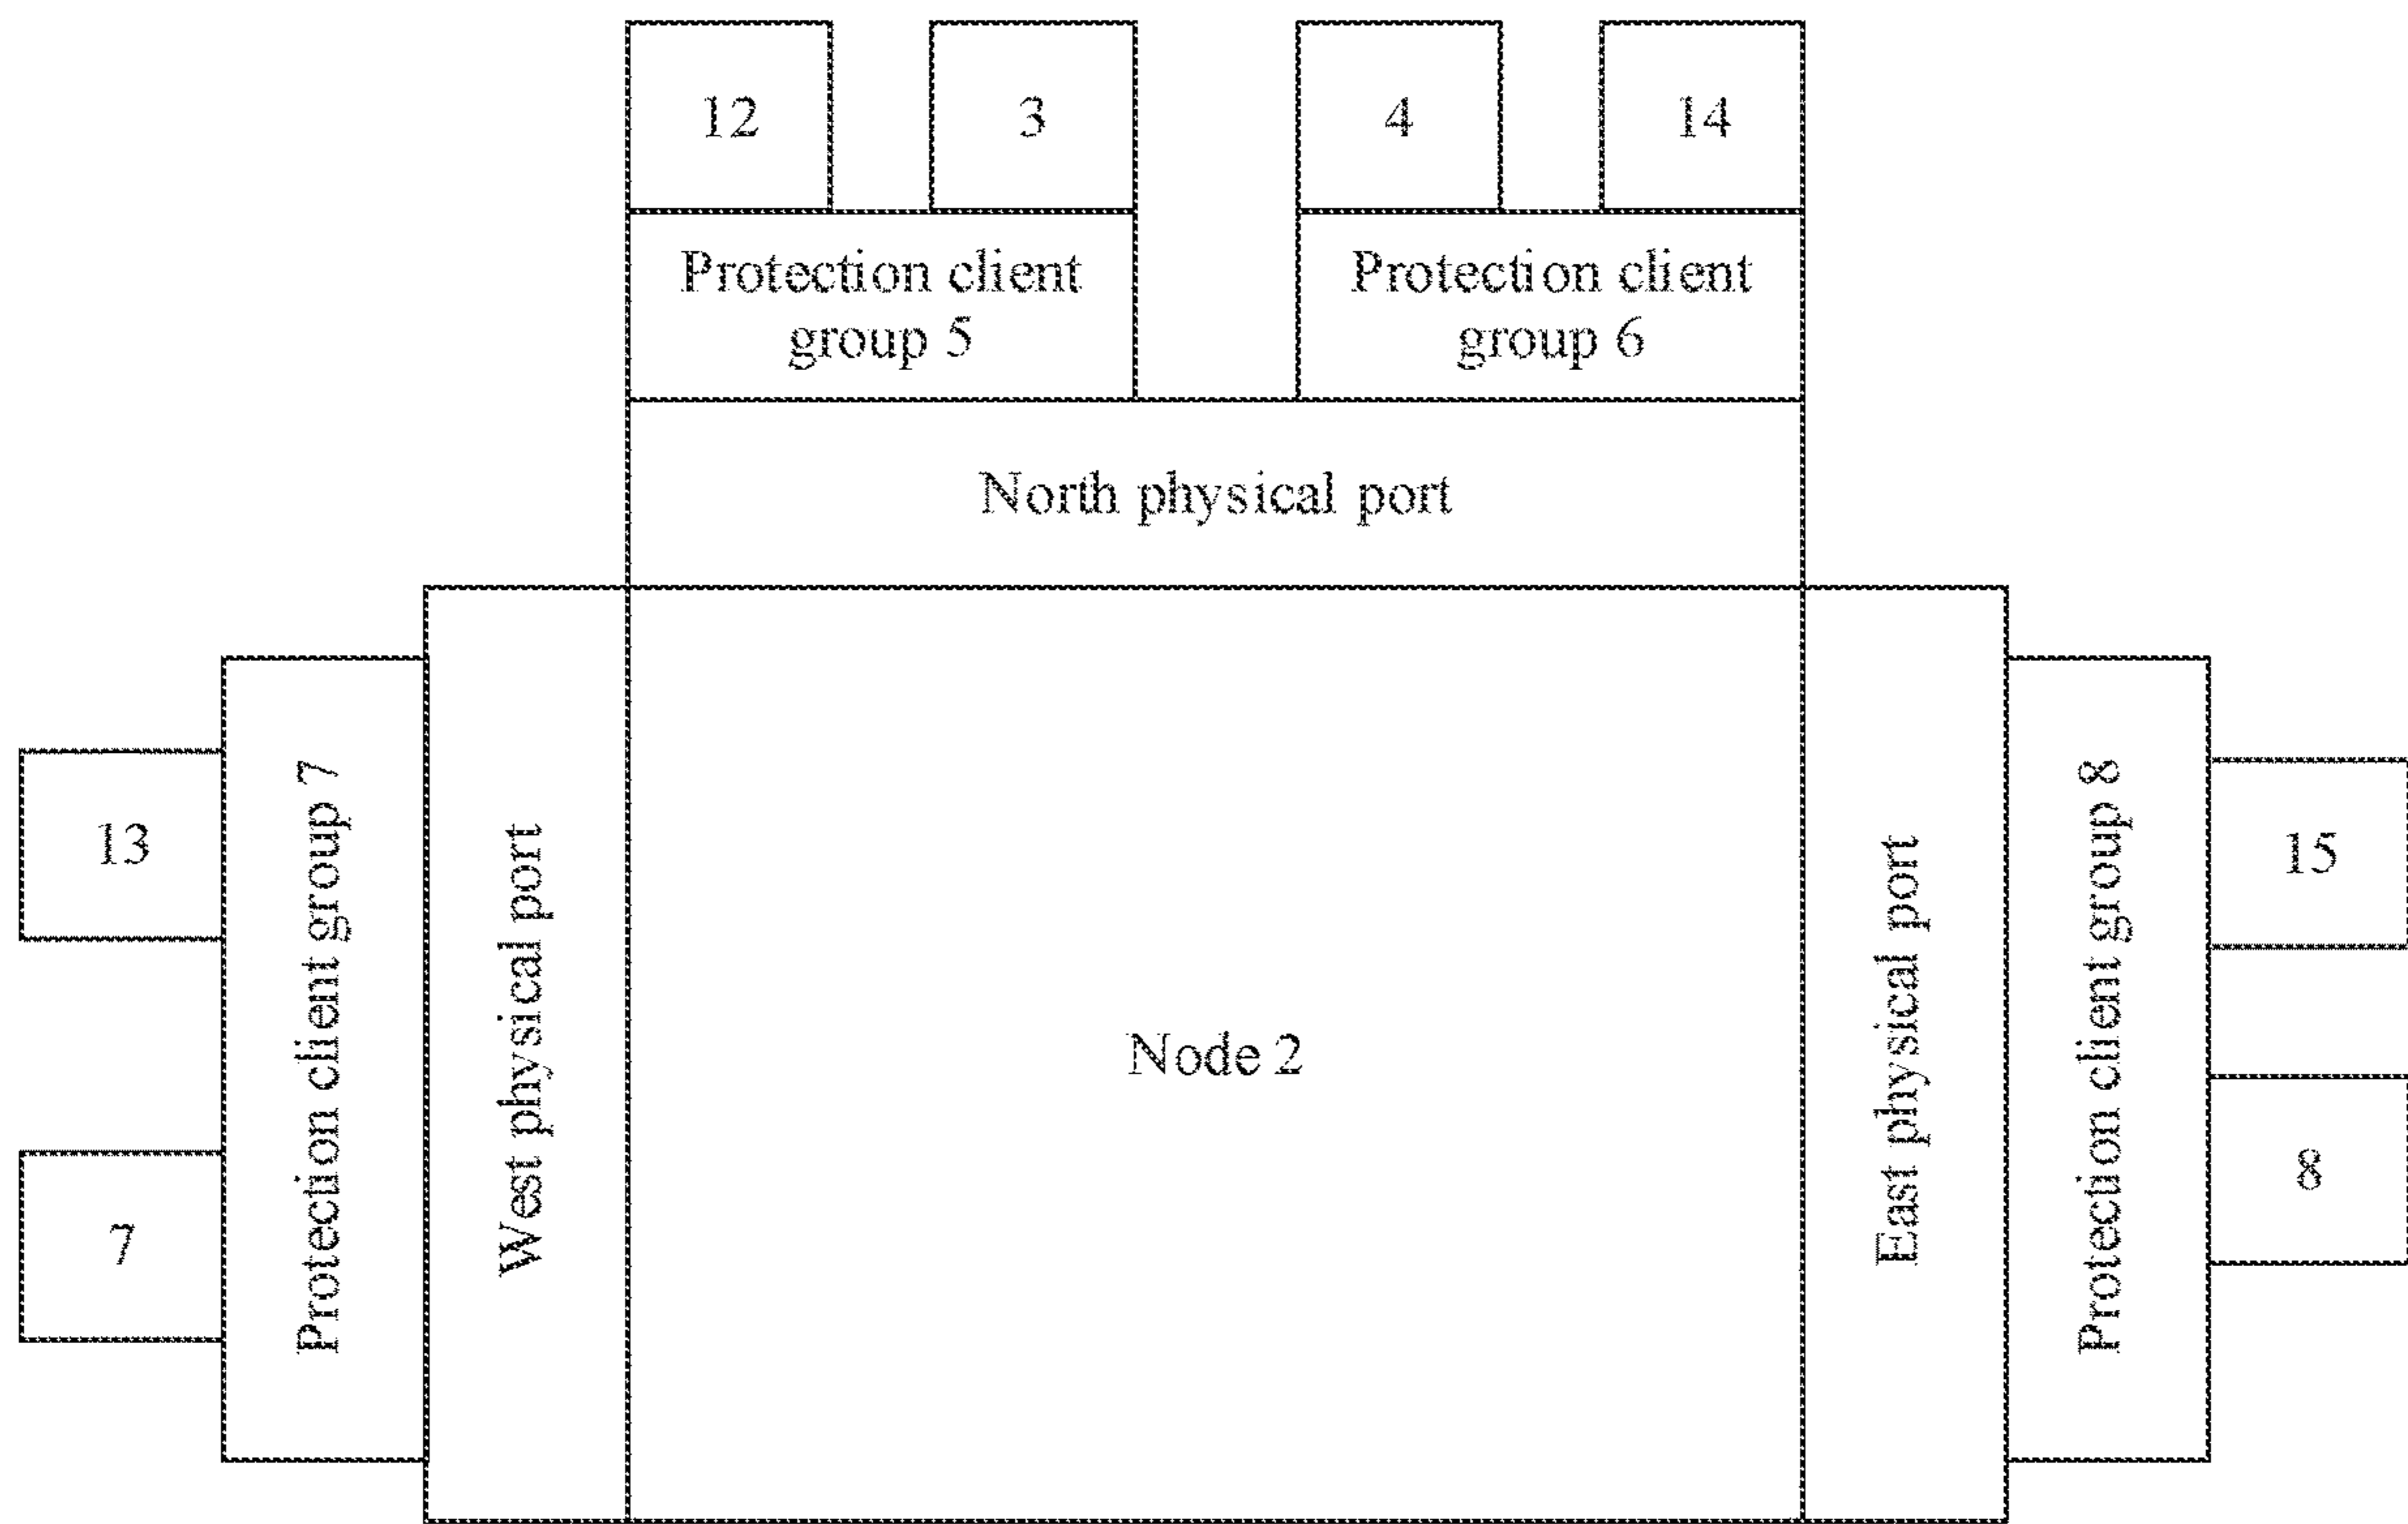 12
3
4
14
Protection client
group 5
Protection client
group 6
North physical port
13
7
Protection client group 7
West physical port
Node 2
East physical port
Protection client group 8
15
8